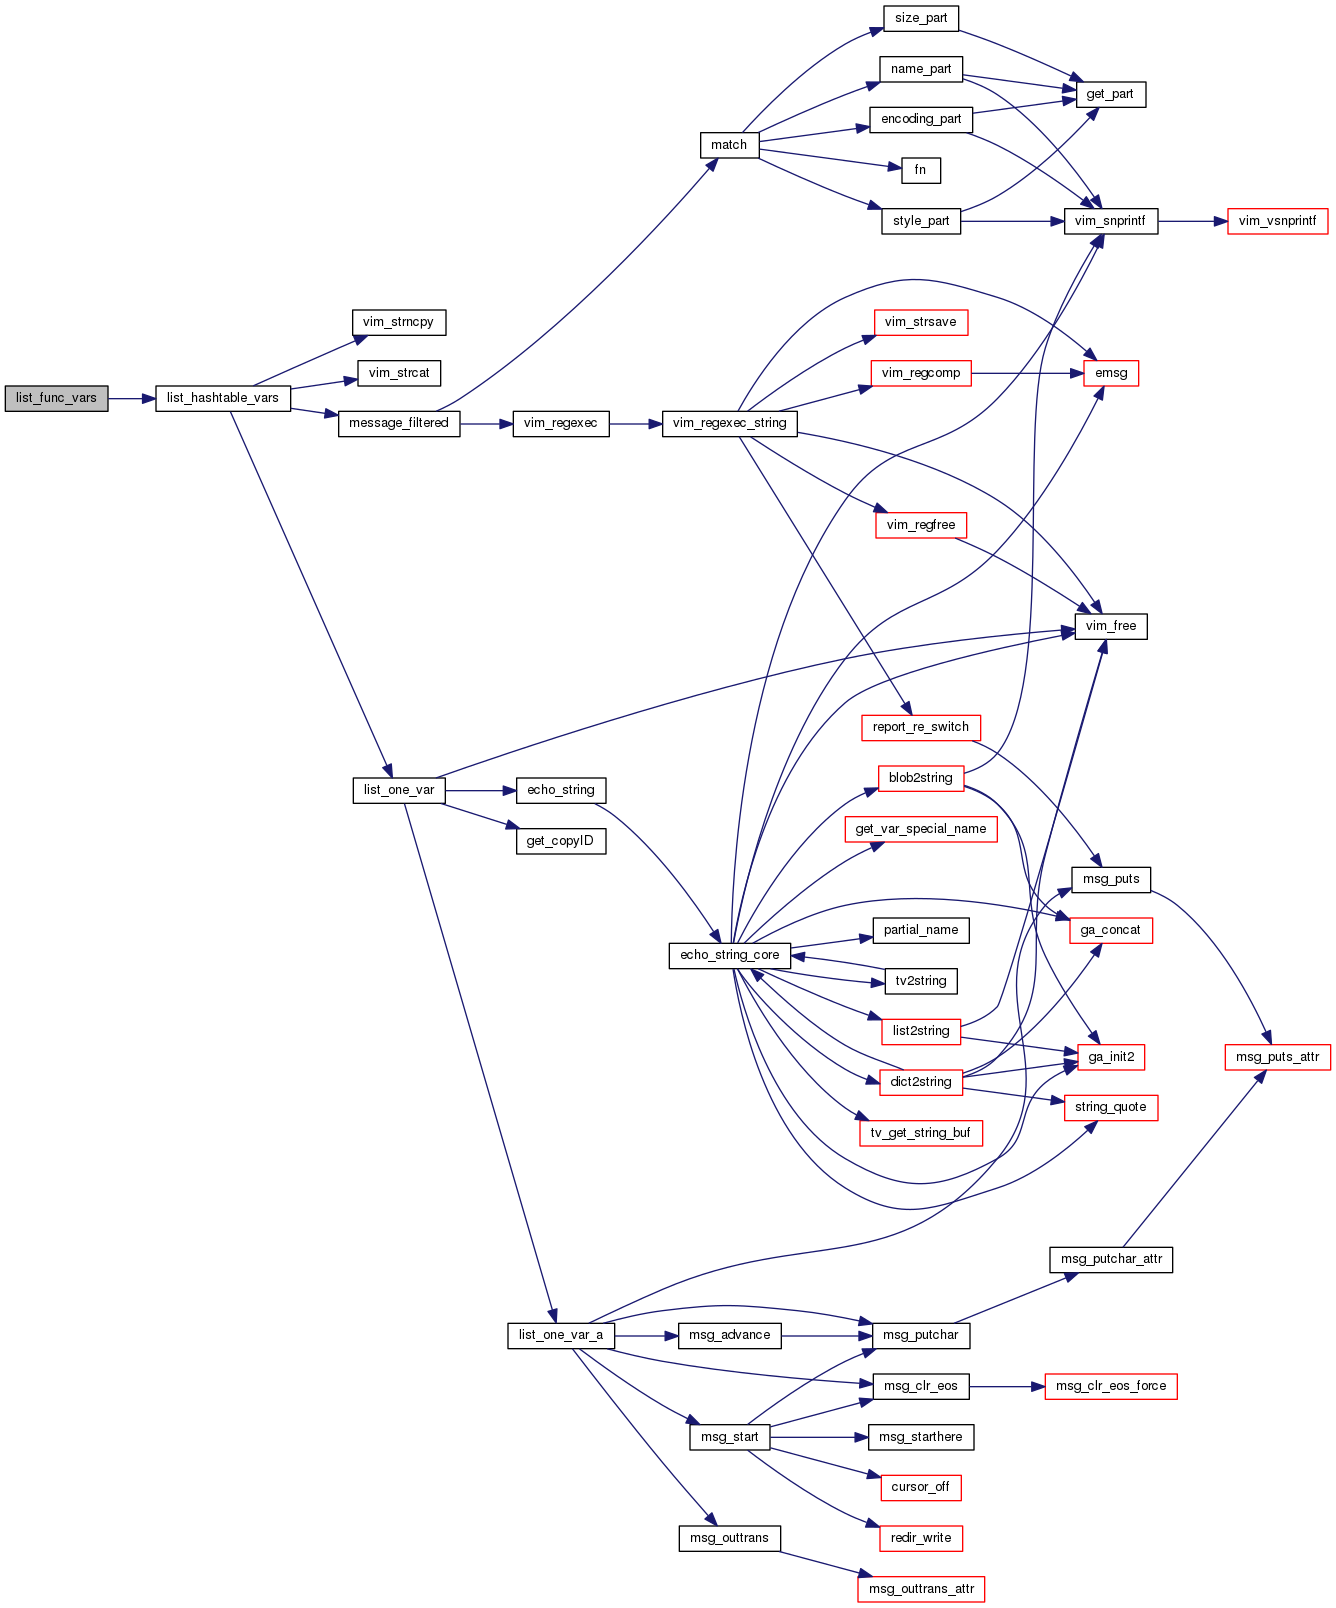 size_part
name_part
get_part
encoding_part
match
fn
style_part
vim_snprintf
vim_vsnprintf
vim_strncpy
vim_strsave
vim_strcat
vim_regcomp
emsg
list_func_vars
list_hashtable_vars
message_filtered
vim_regexec
vim_regexec_string
vim_regfree
vim_free
report_re_switch
blob2string
list_one_var
echo_string
get_var_special_name
get_copyID
msg_puts
partial_name
ga_concat
echo_string_core
tv2string
list2string
ga_init2
msg_puts_attr
dict2string
string_quote
tv_get_string_buf
msg_putchar_attr
list_one_var_a
msg_advance
msg_putchar
msg_clr_eos
msg_clr_eos_force
msg_start
msg_starthere
cursor_off
msg_outtrans
redir_write
msg_outtrans_attr